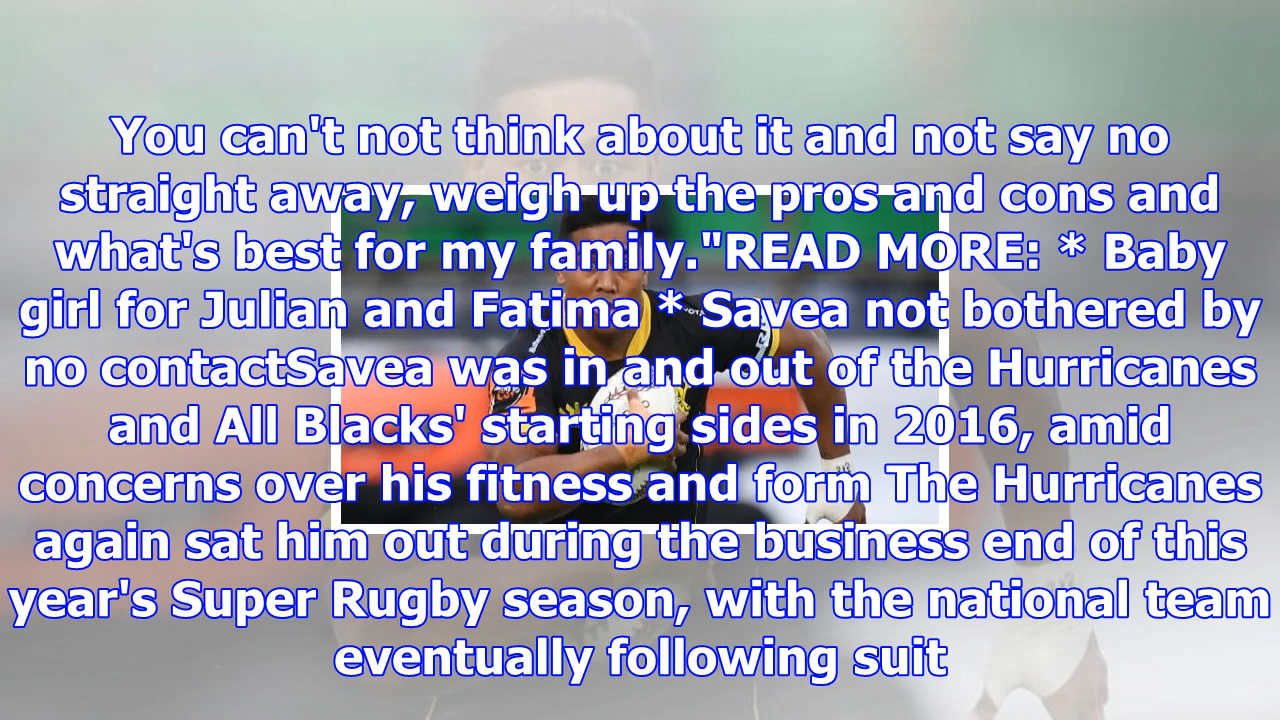 You can't not think about it and not say no
straight away, weigh up the pros and cons and
what's best for my family."READ MORE: * Baby
girl for Julian and Fatima * Savea not bothered by
no contactSavea was in and out of the Hurricanes
and All Blacks' starting sides in 2016, amid
concerns over his fitness and form The Hurricanes
again sat him out during the business end of this
year's Super Rugby season, with the national team
eventually following suit